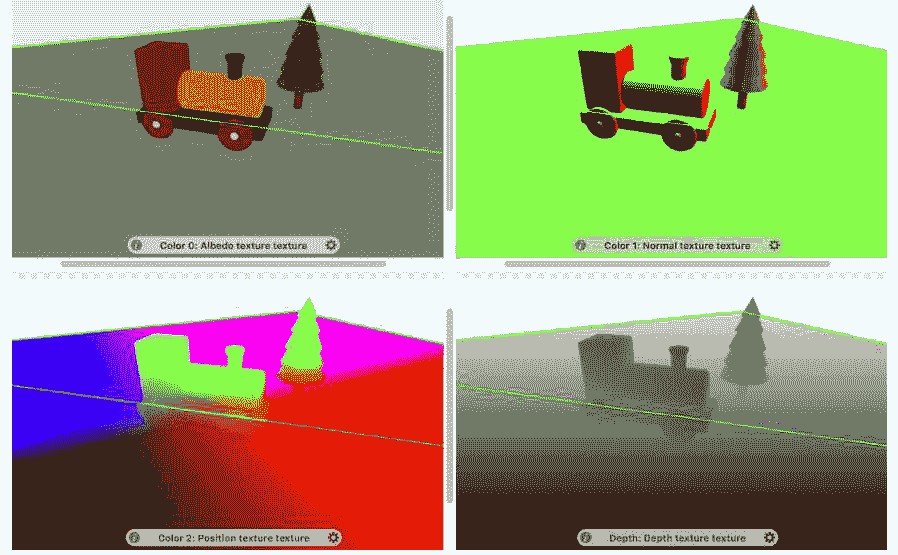 Color 0: Albedo texture texture
Color 1: Normal texture texture
Color 2: Position texture texture
Depth: Depth texture texture